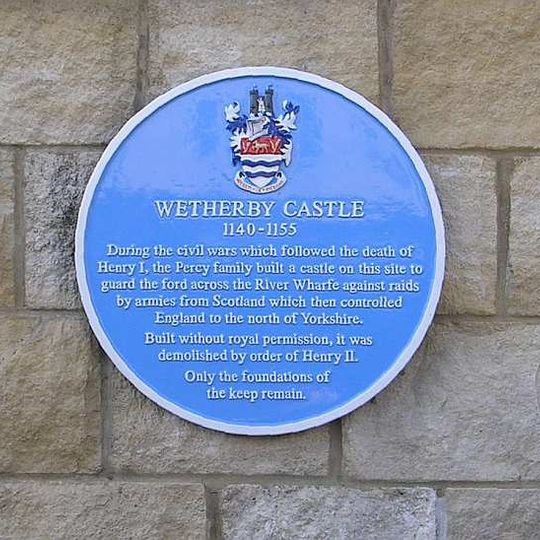 WETHERBY CASTLE
1140-1155
During the civil wars which followed the death of
Henry I, the Percy family built a castle on this site to
guard the ford across the River Wharfe against raids
by armies from Scotland which then controlled
England to the north of Yorkshire.
Built without royal permission, it was
demolished by order of Henry II.
Only the foundations of
the keep remain.